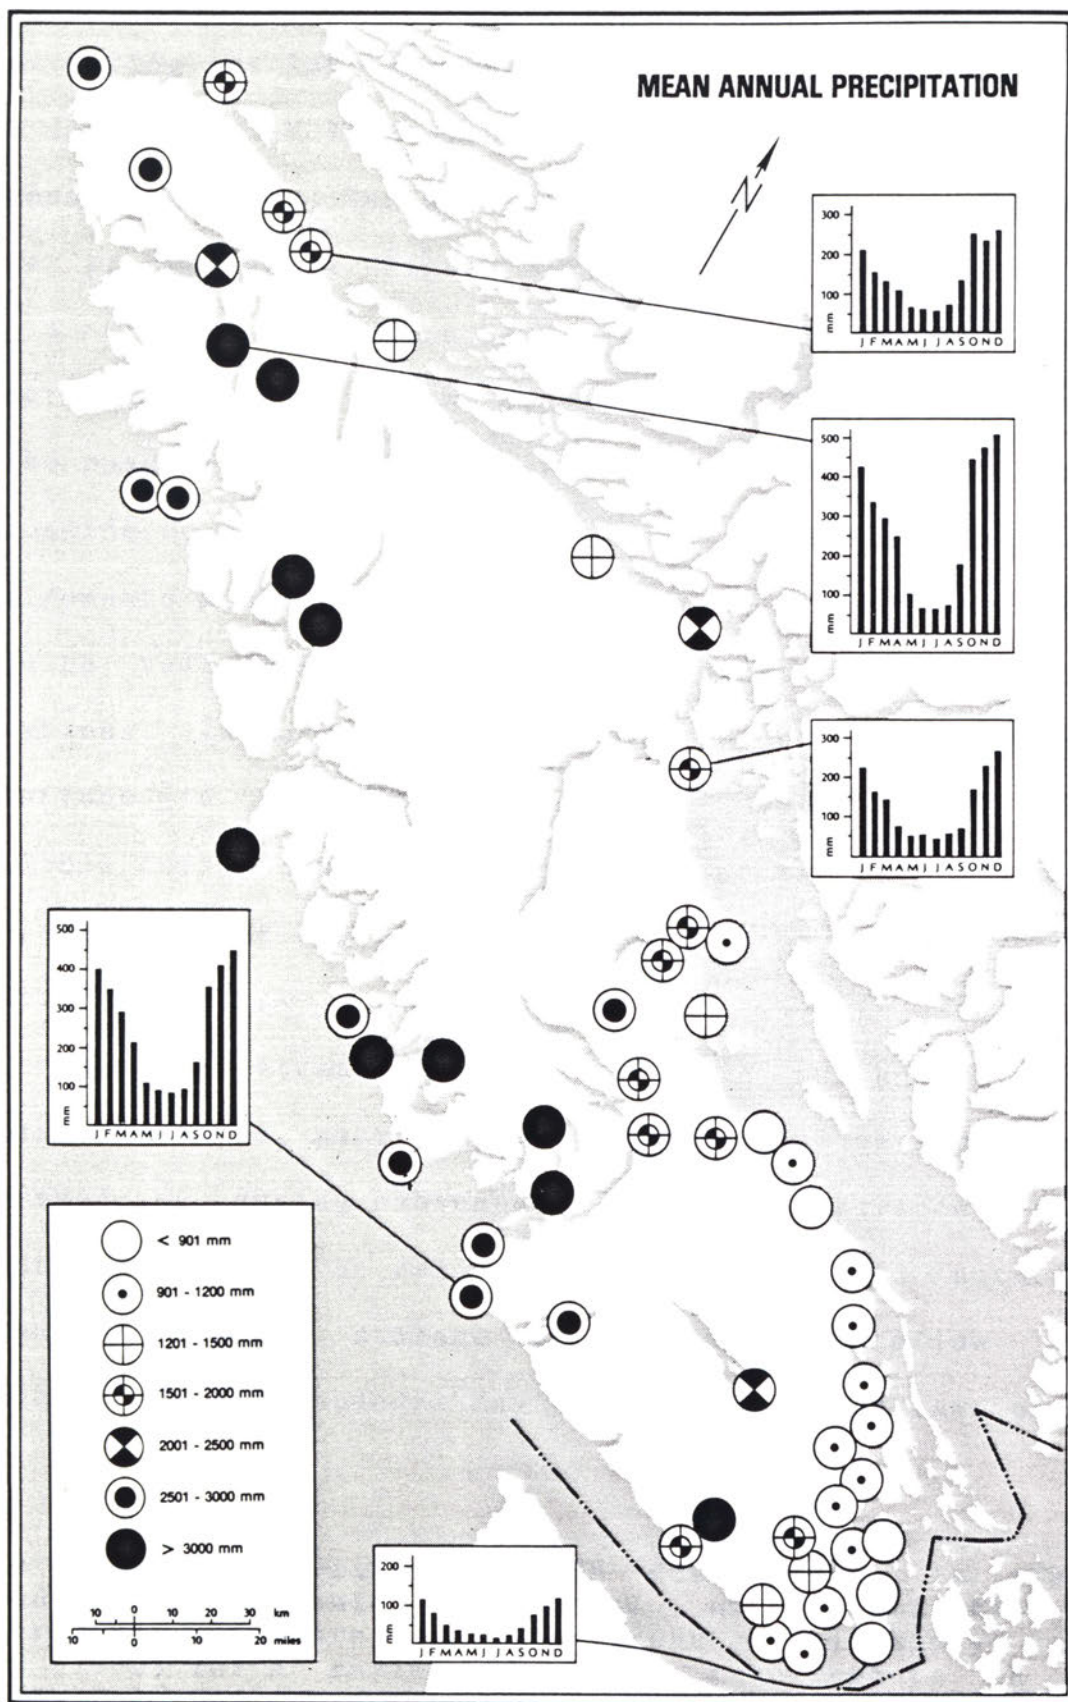 MEAN ANNUAL PRECIPITATION
N
300
200
100
mm
J F M A M J J A S O N D
500
400
300
200
100
mm
J F M A M J J A S O N D
300
200
100
mm
J F M A M J J A S O N D
500
400
300
200
100
mm
J F M A M J J A S O N D
< 901 mm
901 - 1200 mm
1201 - 1500 mm
1501 - 2000 mm
2001 - 2500 mm
2501 - 3000 mm
> 3000 mm
10 0 10 20 30 km
10 0 10 20 miles
200
100
mm
J F M A M J J A S O N D